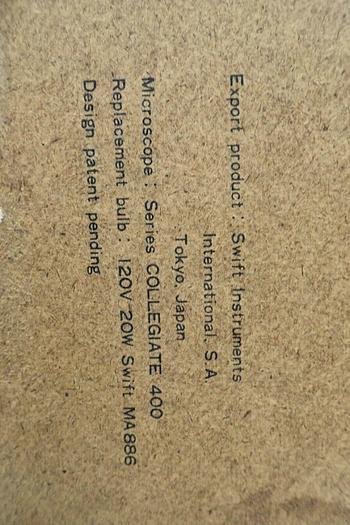 Export product : Swift Instruments
International. S.A.
Tokyo, Japan
Microscope : Series COLLEGIATE 400
Replacement bulb : 120V 20W Swift MA886
Design patent pending